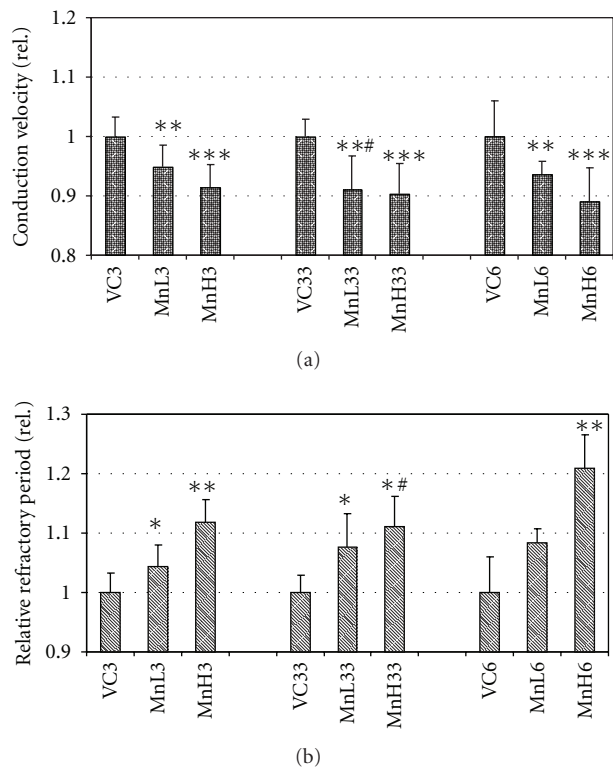 Conduction velocity (rel.)
1.2
1.1
1
0.9
0.8
∗∗
∗∗∗
∗∗#
∗∗∗
∗∗
∗∗∗
VC3
MnL3
MnH3
VC33
MnL33
MnH33
VC6
MnL6
MnH6
(a)
Relative refractory period (rel.)
1.3
1.2
1.1
1
0.9
∗
∗∗
∗
∗#
∗∗
VC3
MnL3
MnH3
VC33
MnL33
MnH33
VC6
MnL6
MnH6
(b)